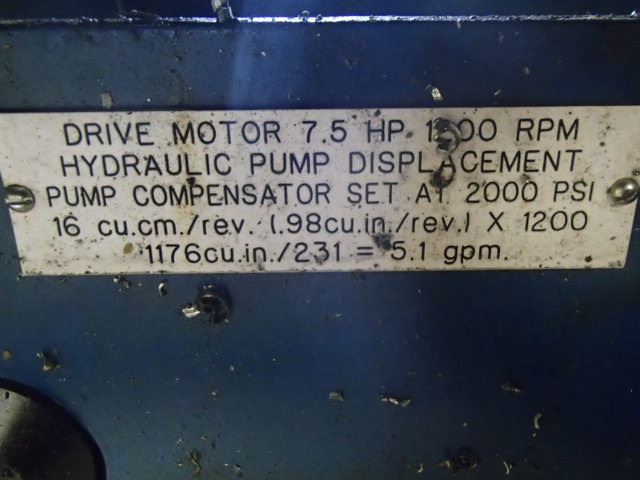 DRIVE MOTOR 7.5 HP 1200 RPM
HYDRAULIC PUMP DISPLACEMENT
PUMP COMPENSATOR SET AT 2000 PSI
16 cu.cm./rev. (.98cu.in./rev.) X 1200
1176cu.in./231 = 5.1 gpm.